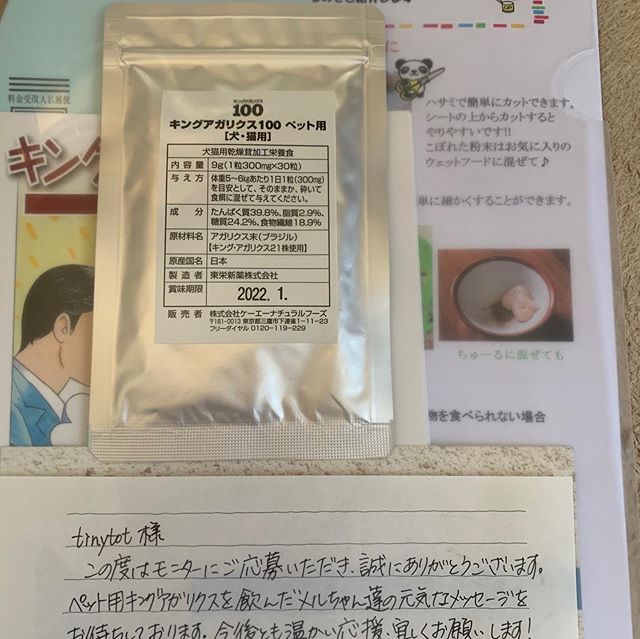 もでご紹介します
料金受取人払郵便
キング
に
ハサミで簡単にカットできます。
シートの上からカットすると
やりやすいです!!
こぼれた粉末はお気に入りの
ウェットフードに混ぜて♪
単に細かくすることができます。
ちゅーるに混ぜても
物を食べられない場合
キングアガリクス
100
キングアガリクス100 ペット用
【犬・猫用】
犬猫用乾燥茸加工栄養食
内容量 9g(1粒300mg×30粒)
与え方 体重5〜6kgあたり1日1粒(300mg)
を目安として、そのままか、砕いて
食餌に混ぜて与えてください。
成分 たんぱく質39.8%、脂質2.9%、
糖質24.2%、食物繊維18.9%
原材料名 アガリクス末(ブラジル)
【キング・アガリクス21株使用】
原産国名 日本
製造者 東栄新薬株式会社
賞味期限 2022.1.
販売者 株式会社ケーエーナチュラルフーズ
〒181-0013 東京都三鷹市下連雀1-11-23
フリーダイヤル 0120-119-229
tinytot 様
この度はモニターにご応募いただき、誠にありがとうございます。
ペット用キングアガリクスを飲んだメルちゃん達の元気なメッセージを
お待ちしております。今後とも温かい応援、宜しくお願いします!